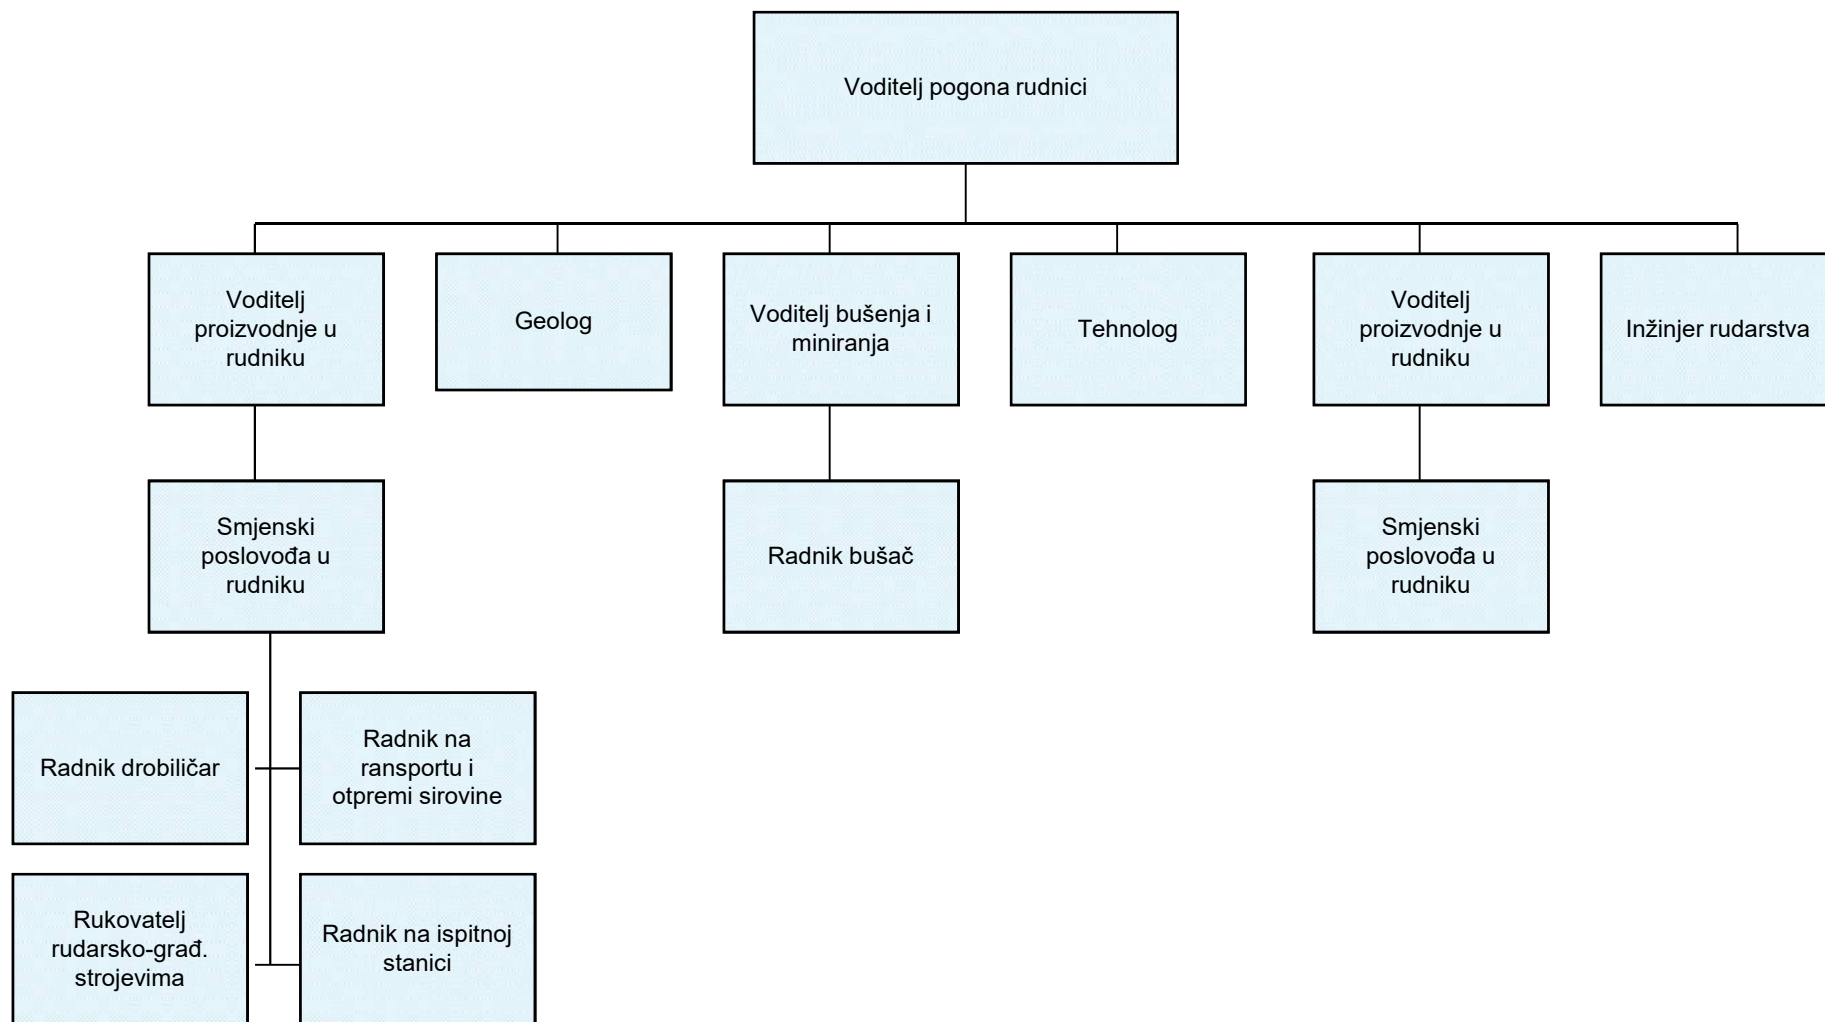 Voditelj pogona rudnici
Voditelj
proizvodnje u
rudniku
Geolog
Voditelj bušenja i
miniranja
Tehnolog
Voditelj
proizvodnje u
rudniku
Inžinjer rudarstva
Smjenski
poslovođa u
rudniku
Radnik bušač
Smjenski
poslovođa u
rudniku
Radnik drobiličar
Radnik na
ransportu i
otpremi sirovine
Rukovatelj
rudarsko-građ.
strojevima
Radnik na ispitnoj
stanici